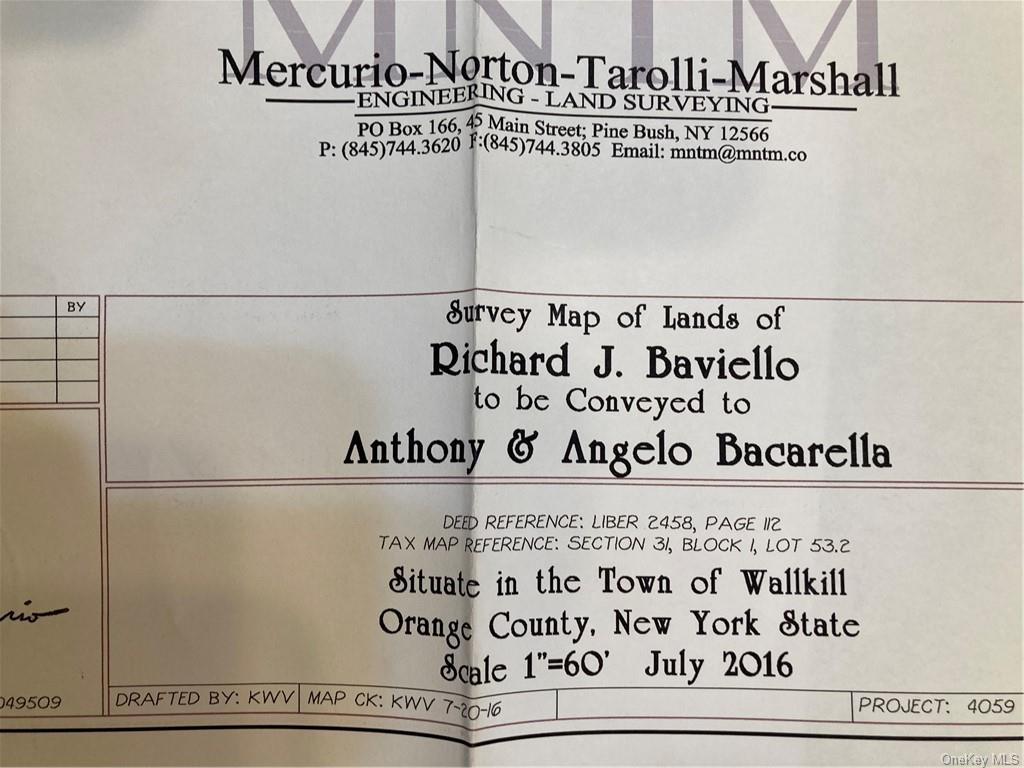 MNTM
Mercurio-Norton-Tarolli-Marshall
ENGINEERING - LAND SURVEYING
PO Box 166, 45 Main Street; Pine Bush, NY 12566
P: (845)744.3620 F:(845)744.3805 Email: mntm@mntm.co
BY
Survey Map of Lands of
Richard J. Baviello
to be Conveyed to
Anthony & Angelo Bacarella
DEED REFERENCE: LIBER 2458, PAGE 112
TAX MAP REFERENCE: SECTION 31, BLOCK 1, LOT 53.2
Situate in the Town of Wallkill
Orange County, New York State
Scale 1"=60' July 2016
049509
DRAFTED BY: KWV MAP CK: KWV 7-20-16
PROJECT: 4059
OneKey MLS